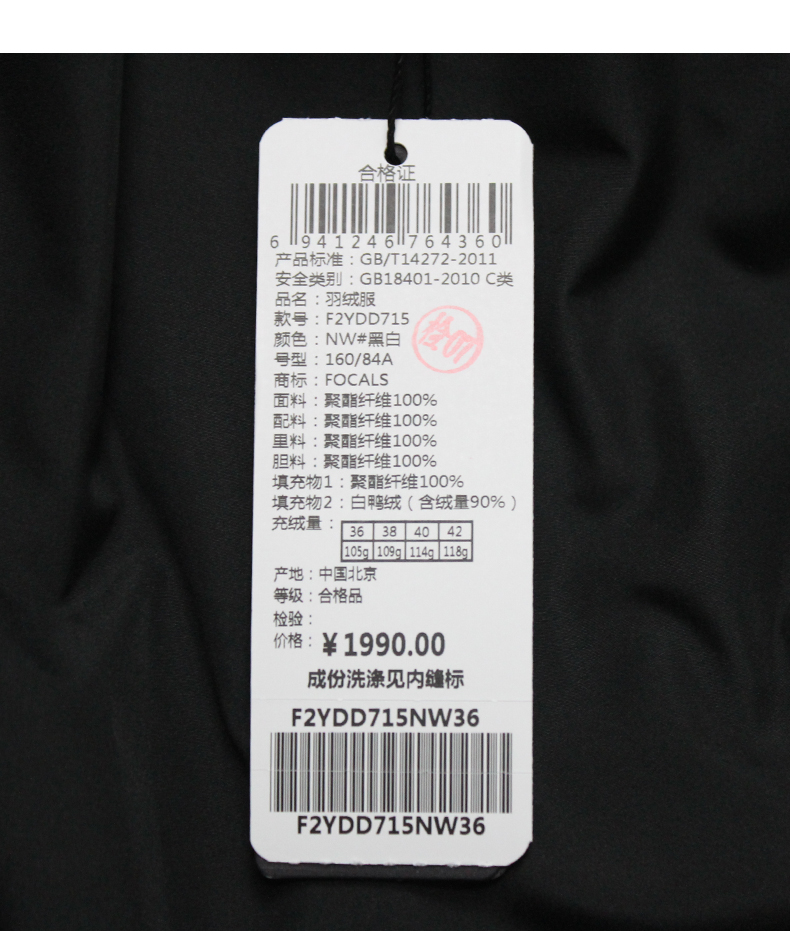 合格证
6 941246 764360
产品标准：GB/T14272-2011
安全类别：GB18401-2010 C类
品名：羽绒服
款号：F2YDD715
检07
颜色：NW#黑白
号型：160/84A
商标：FOCALS
面料：聚酯纤维100%
配料：聚酯纤维100%
里料：聚酯纤维100%
胆料：聚酯纤维100%
填充物1：聚酯纤维100%
填充物2：白鸭绒（含绒量90%）
充绒量：
36 38 40 42
105g 109g 114g 118g
产地：中国北京
等级：合格品
检验：
价格：￥1990.00
成份洗涤见内缝标
F2YDD715NW36
F2YDD715NW36